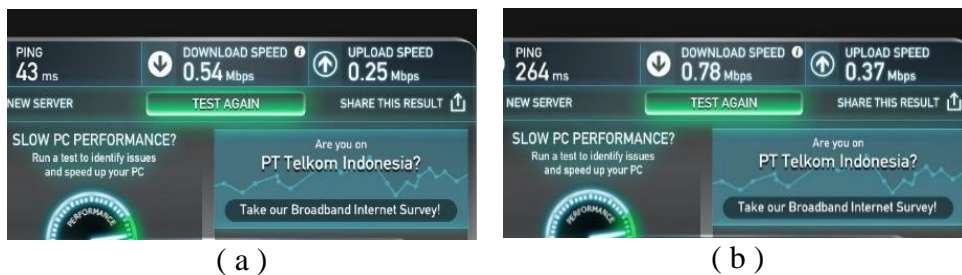 PING
43 ms
DOWNLOAD SPEED
0.54 Mbps
UPLOAD SPEED
0.25 Mbps
NEW SERVER
TEST AGAIN
SHARE THIS RESULT
SLOW PC PERFORMANCE?
Run a test to identify issues
and speed up your PC
PERFORMANCE
Are you on
PT Telkom Indonesia?
Take our Broadband Internet Survey!
( a )
PING
264 ms
DOWNLOAD SPEED
0.78 Mbps
UPLOAD SPEED
0.37 Mbps
NEW SERVER
TEST AGAIN
SHARE THIS RESULT
SLOW PC PERFORMANCE?
Run a test to identify issues
and speed up your PC
PERFORMANCE
Are you on
PT Telkom Indonesia?
Take our Broadband Internet Survey!
( b )